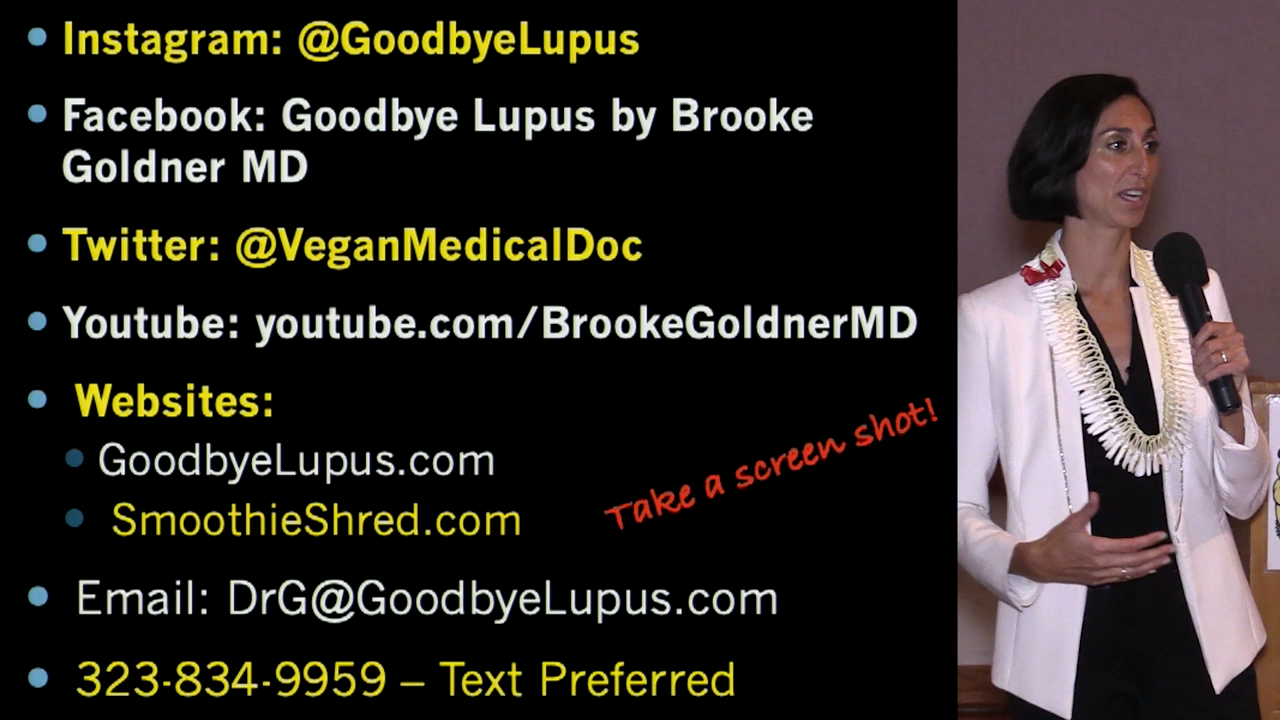 Instagram: @GoodbyeLupus
Facebook: Goodbye Lupus by Brooke
Goldner MD
Twitter: @VeganMedicalDoc
Youtube: youtube.com/BrookeGoldnerMD
Websites:
GoodbyeLupus.com
SmoothieShred.com
Take a screen shot!
Email: DrG@GoodbyeLupus.com
323-834-9959 – Text Preferred